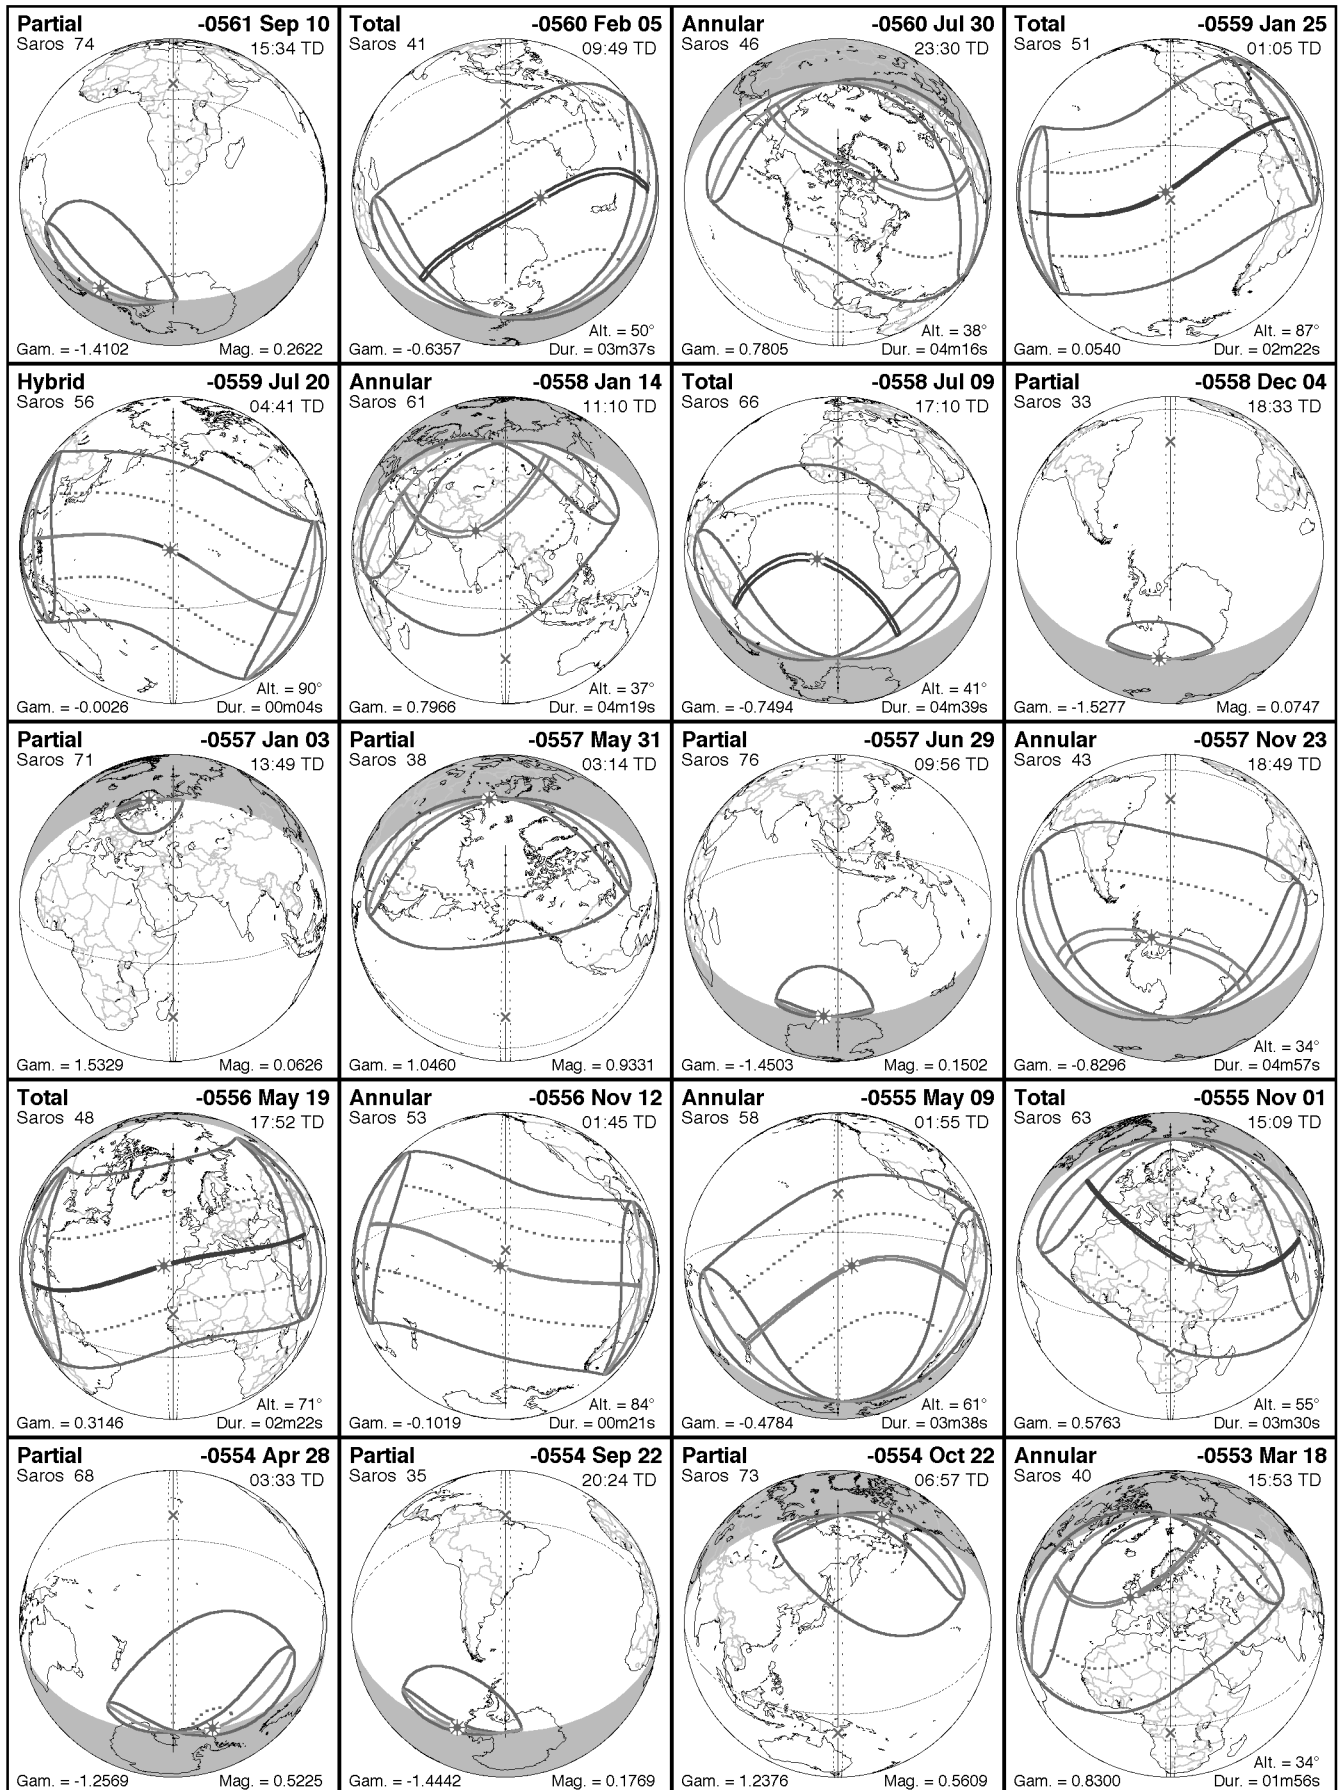 Partial -0561 Sep 10
Saros 74 15:34 TD
Gam. = -1.4102 Mag. = 0.2622
Total -0560 Feb 05
Saros 41 09:49 TD
Alt. = 50°
Gam. = -0.6357 Dur. = 03m37s
Annular -0560 Jul 30
Saros 46 23:30 TD
Alt. = 38°
Gam. = 0.7805 Dur. = 04m16s
Total -0559 Jan 25
Saros 51 01:05 TD
Alt. = 87°
Gam. = 0.0540 Dur. = 02m22s
Hybrid -0559 Jul 20
Saros 56 04:41 TD
Alt. = 90°
Gam. = -0.0026 Dur. = 00m04s
Annular -0558 Jan 14
Saros 61 11:10 TD
Alt. = 37°
Gam. = 0.7966 Dur. = 04m19s
Total -0558 Jul 09
Saros 66 17:10 TD
Alt. = 41°
Gam. = -0.7494 Dur. = 04m39s
Partial -0558 Dec 04
Saros 33 18:33 TD
Gam. = -1.5277 Mag. = 0.0747
Partial -0557 Jan 03
Saros 71 13:49 TD
Gam. = 1.5329 Mag. = 0.0626
Partial -0557 May 31
Saros 38 03:14 TD
Gam. = 1.0460 Mag. = 0.9331
Partial -0557 Jun 29
Saros 76 09:56 TD
Gam. = -1.4503 Mag. = 0.1502
Annular -0557 Nov 23
Saros 43 18:49 TD
Alt. = 34°
Gam. = -0.8296 Dur. = 04m57s
Total -0556 May 19
Saros 48 17:52 TD
Alt. = 71°
Gam. = 0.3146 Dur. = 02m22s
Annular -0556 Nov 12
Saros 53 01:45 TD
Alt. = 84°
Gam. = -0.1019 Dur. = 00m21s
Annular -0555 May 09
Saros 58 01:55 TD
Alt. = 61°
Gam. = -0.4784 Dur. = 03m38s
Total -0555 Nov 01
Saros 63 15:09 TD
Alt. = 55°
Gam. = 0.5763 Dur. = 03m30s
Partial -0554 Apr 28
Saros 68 03:33 TD
Gam. = -1.2569 Mag. = 0.5225
Partial -0554 Sep 22
Saros 35 20:24 TD
Gam. = -1.4442 Mag. = 0.1769
Partial -0554 Oct 22
Saros 73 06:57 TD
Gam. = 1.2376 Mag. = 0.5609
Annular -0553 Mar 18
Saros 40 15:53 TD
Alt. = 34°
Gam. = 0.8300 Dur. = 01m56s